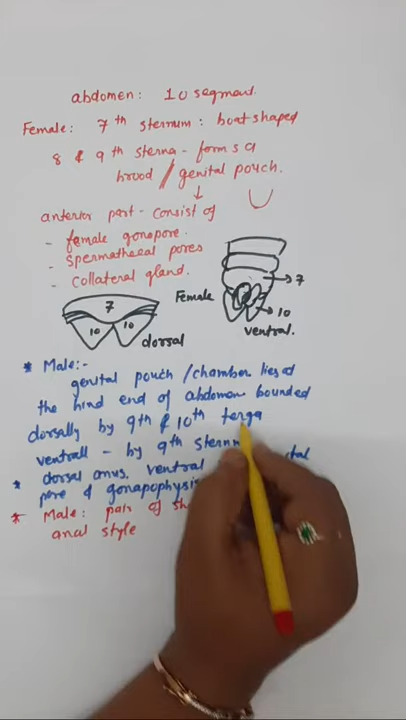 abdomen: 10 segment.
Female: 7th sternum: boat shaped
8 & 9th sterna - forms a
brood / genital pouch.
anterior part - consist of
- female gonopore.
- spermathecal pores
- collateral gland.
7
10 10
dorsal
Female
7
10
ventral.
* Male:-
genital pouch / chamber lies at
the hind end of abdomen bounded
dorsally by 9th & 10th terga
ventrall - by 9th stern
* dorsal anus. ventral
pore & gonapophysi
* Male: pair of
anal style